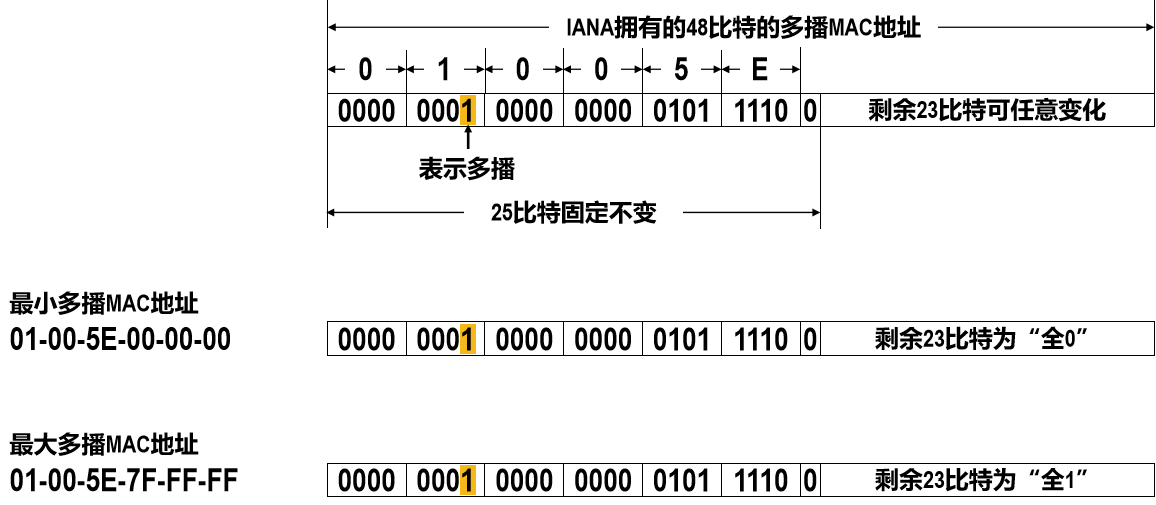 IANA拥有的48比特的多播MAC地址
0 1 0 0 5 E
0000 0001 0000 0000 0101 1110 0 剩余23比特可任意变化
表示多播
25比特固定不变
最小多播MAC地址
01-00-5E-00-00-00 0000 0001 0000 0000 0101 1110 0 剩余23比特为“全0”
最大多播MAC地址
01-00-5E-7F-FF-FF 0000 0001 0000 0000 0101 1110 0 剩余23比特为“全1”